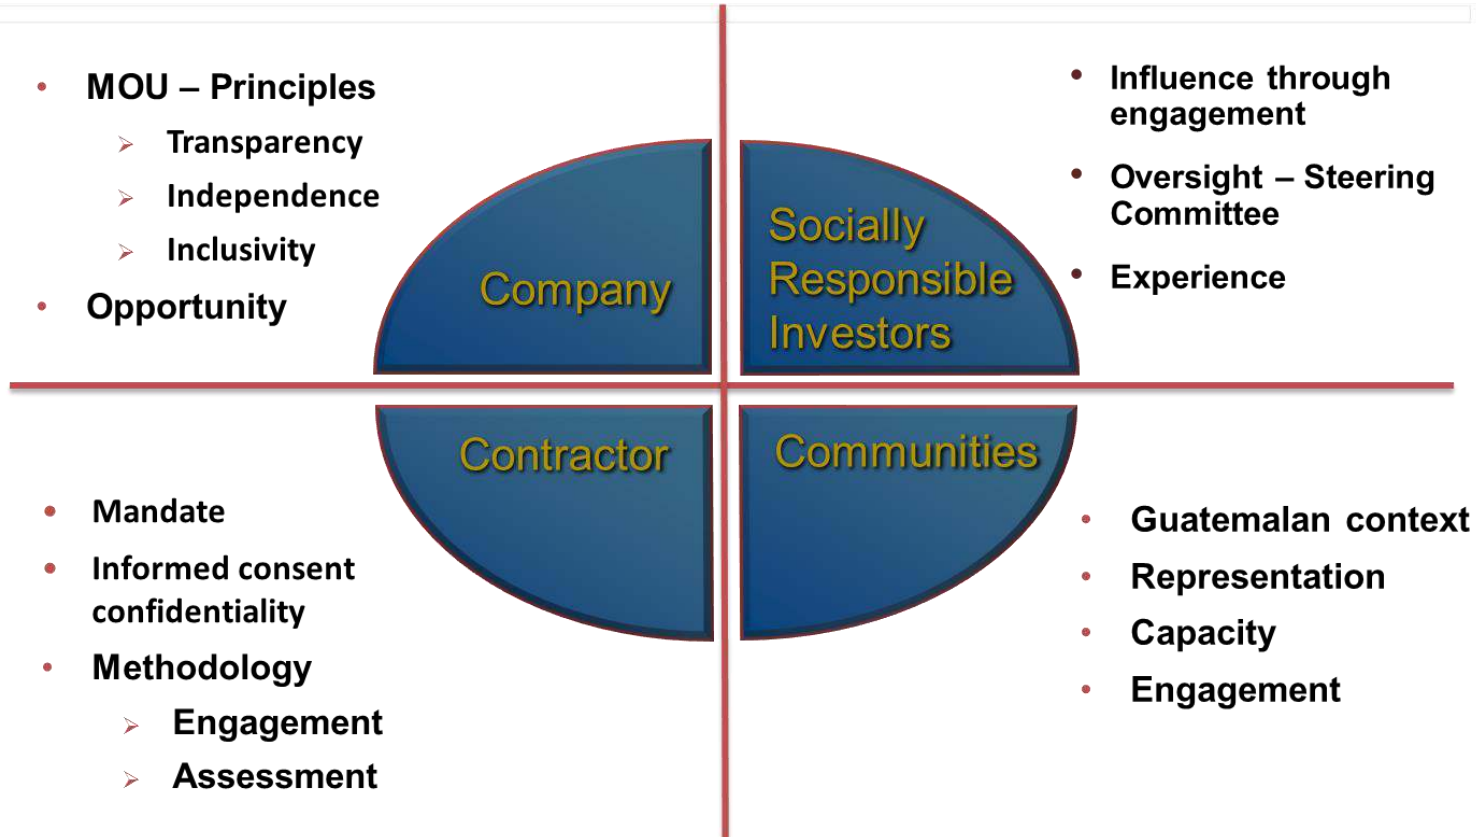 MOU – Principles
Transparency
Independence
Inclusivity
Opportunity
Company
Socially
Responsible
Investors
Influence through
engagement
Oversight – Steering
Committee
Experience
Contractor
Mandate
Informed consent
confidentiality
Methodology
Engagement
Assessment
Communities
Guatemalan context
Representation
Capacity
Engagement